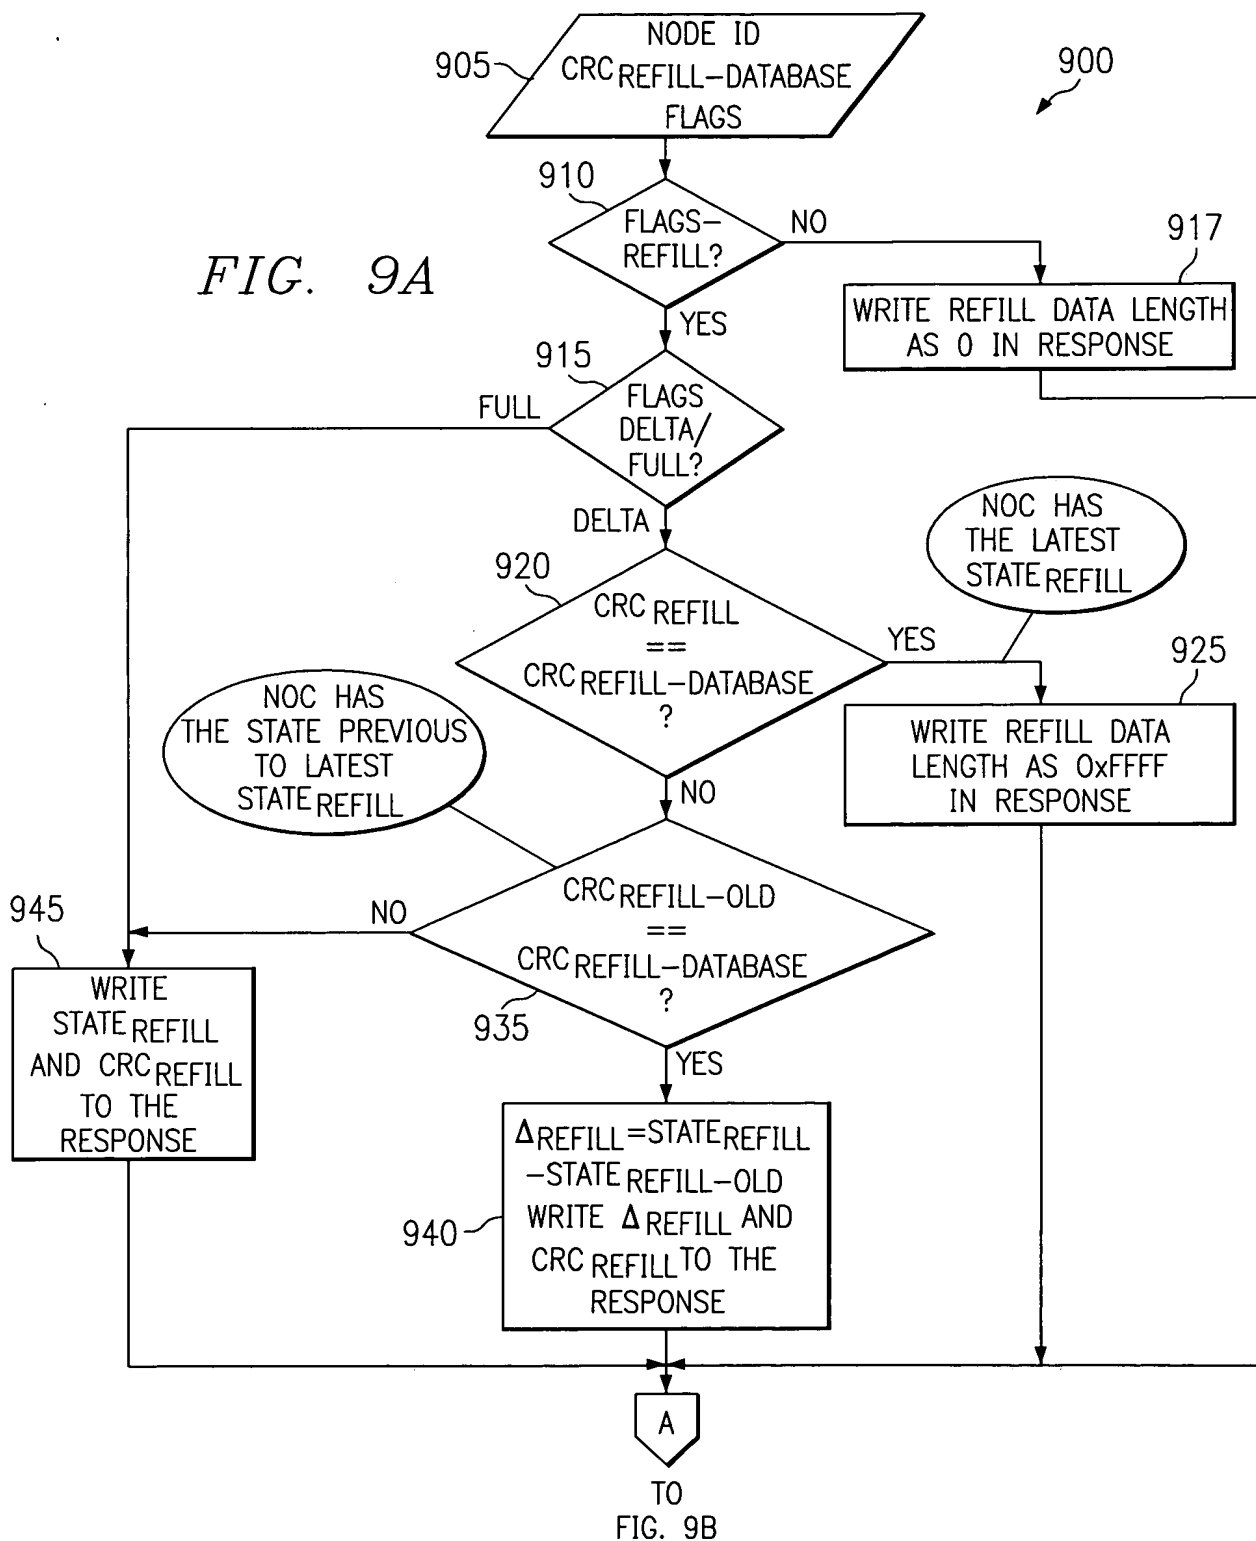 NODE ID
CRC REFILL-DATABASE
FLAGS
905
900
910
FLAGS-
REFILL?
NO
917
WRITE REFILL DATA LENGTH
AS 0 IN RESPONSE
FIG. 9A
YES
915
FLAGS
DELTA/
FULL?
FULL
DELTA
NOC HAS
THE LATEST
STATE REFILL
920
CRC REFILL
==
CRC REFILL-DATABASE
?
YES
925
WRITE REFILL DATA
LENGTH AS 0xFFFF
IN RESPONSE
NOC HAS
THE STATE PREVIOUS
TO LATEST
STATE REFILL
NO
CRC REFILL-OLD
==
CRC REFILL-DATABASE
?
935
NO
945
WRITE
STATE REFILL
AND CRC REFILL
TO THE
RESPONSE
YES
Δ REFILL=STATE REFILL
-STATE REFILL-OLD
WRITE Δ REFILL AND
CRC REFILL TO THE
RESPONSE
940
A
TO
FIG. 9B